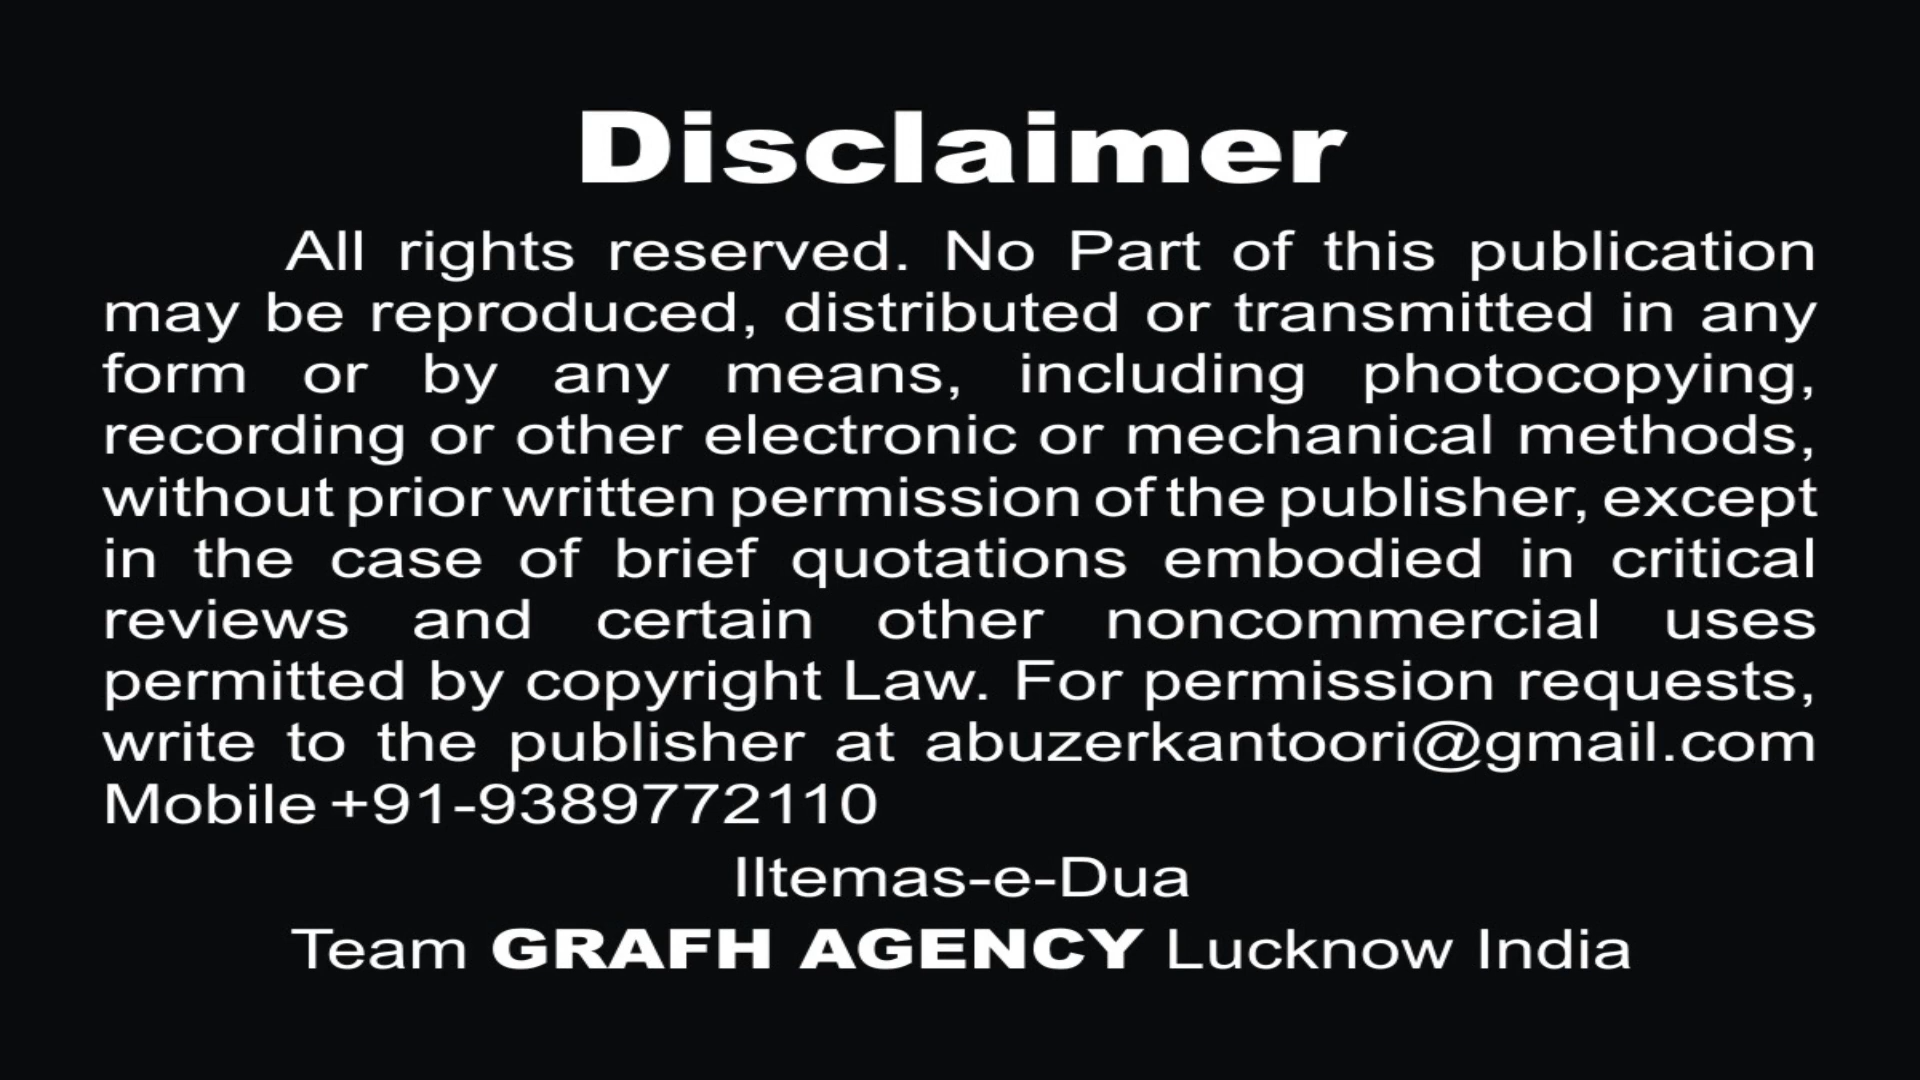 Disclaimer
All rights reserved. No Part of this publication
may be reproduced, distributed or transmitted in any
form or by any means, including photocopying,
recording or other electronic or mechanical methods,
without prior written permission of the publisher, except
in the case of brief quotations embodied in critical
reviews and certain other noncommercial uses
permitted by copyright Law. For permission requests,
write to the publisher at abuzerkantoori@gmail.com
Mobile +91-9389772110
Iltemas-e-Dua
Team GRAFH AGENCY Lucknow India